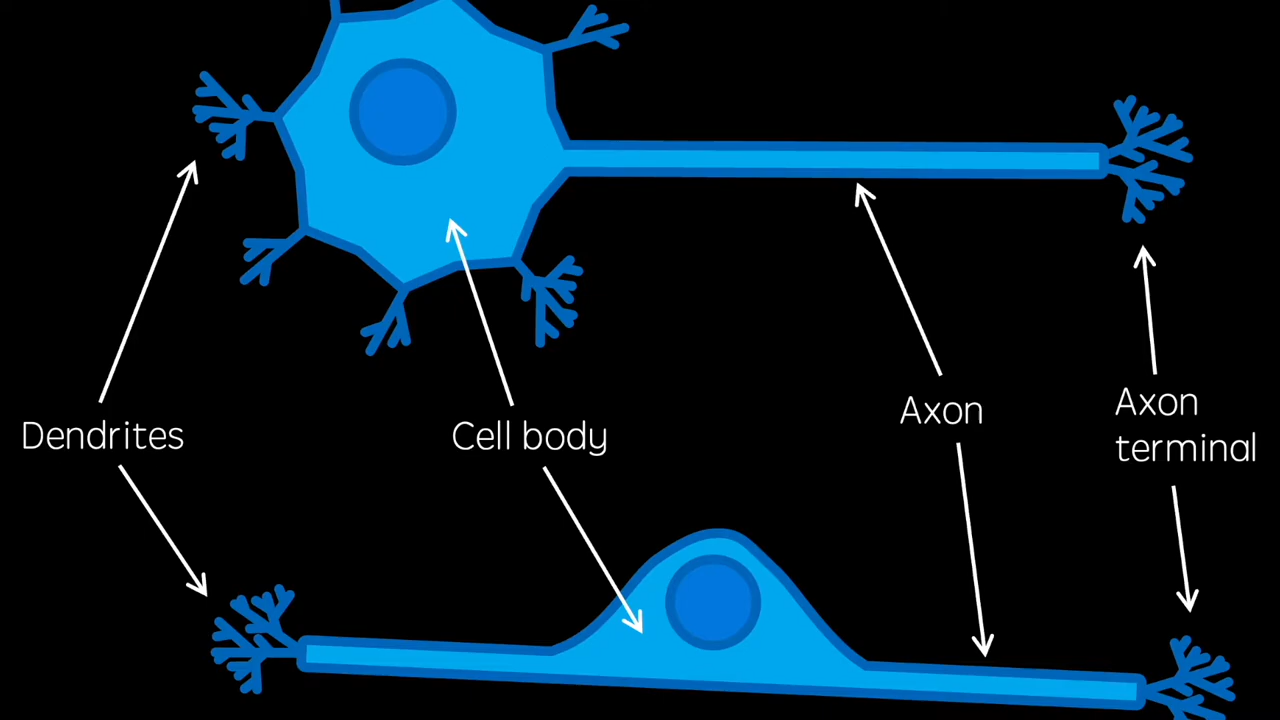 Dendrites
Cell body
Axon
Axon
terminal